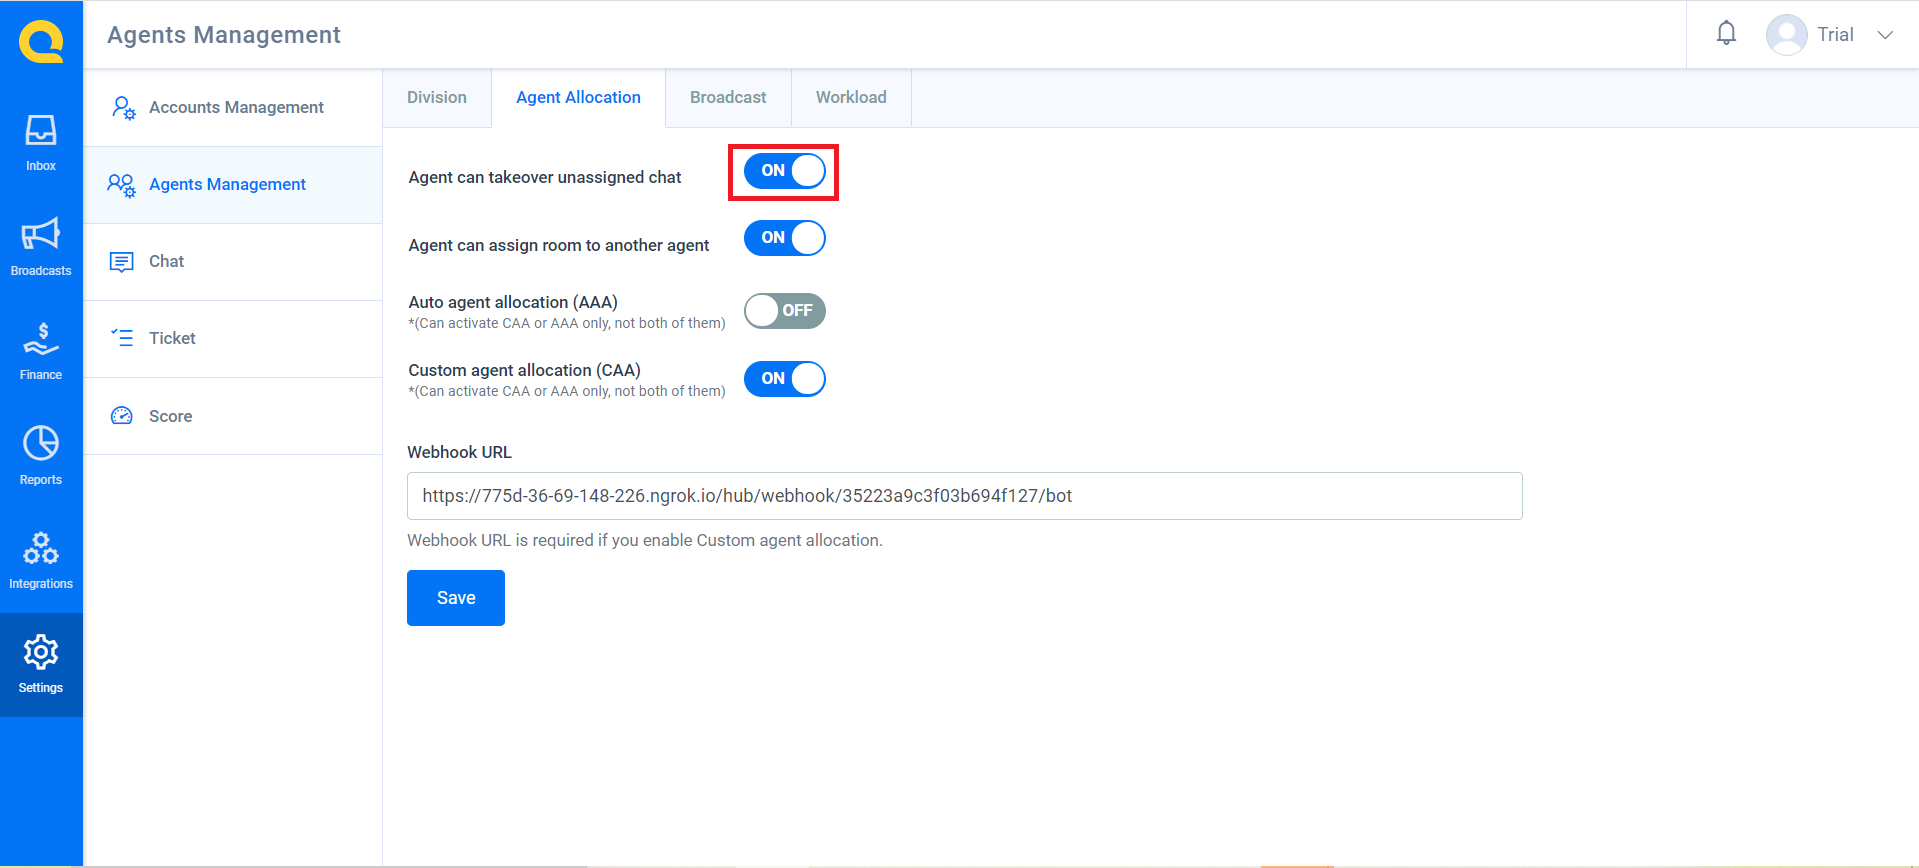 Agents Management
Trial
Inbox
Broadcasts
Finance
Reports
Integrations
Settings
Accounts Management
Agents Management
Chat
Ticket
Score
Division
Agent Allocation
Broadcast
Workload
Agent can takeover unassigned chat
ON
Agent can assign room to another agent
ON
Auto agent allocation (AAA)
*(Can activate CAA or AAA only, not both of them)
OFF
Custom agent allocation (CAA)
*(Can activate CAA or AAA only, not both of them)
ON
Webhook URL
https://775d-36-69-148-226.ngrok.io/hub/webhook/35223a9c3f03b694f127/bot
Webhook URL is required if you enable Custom agent allocation.
Save